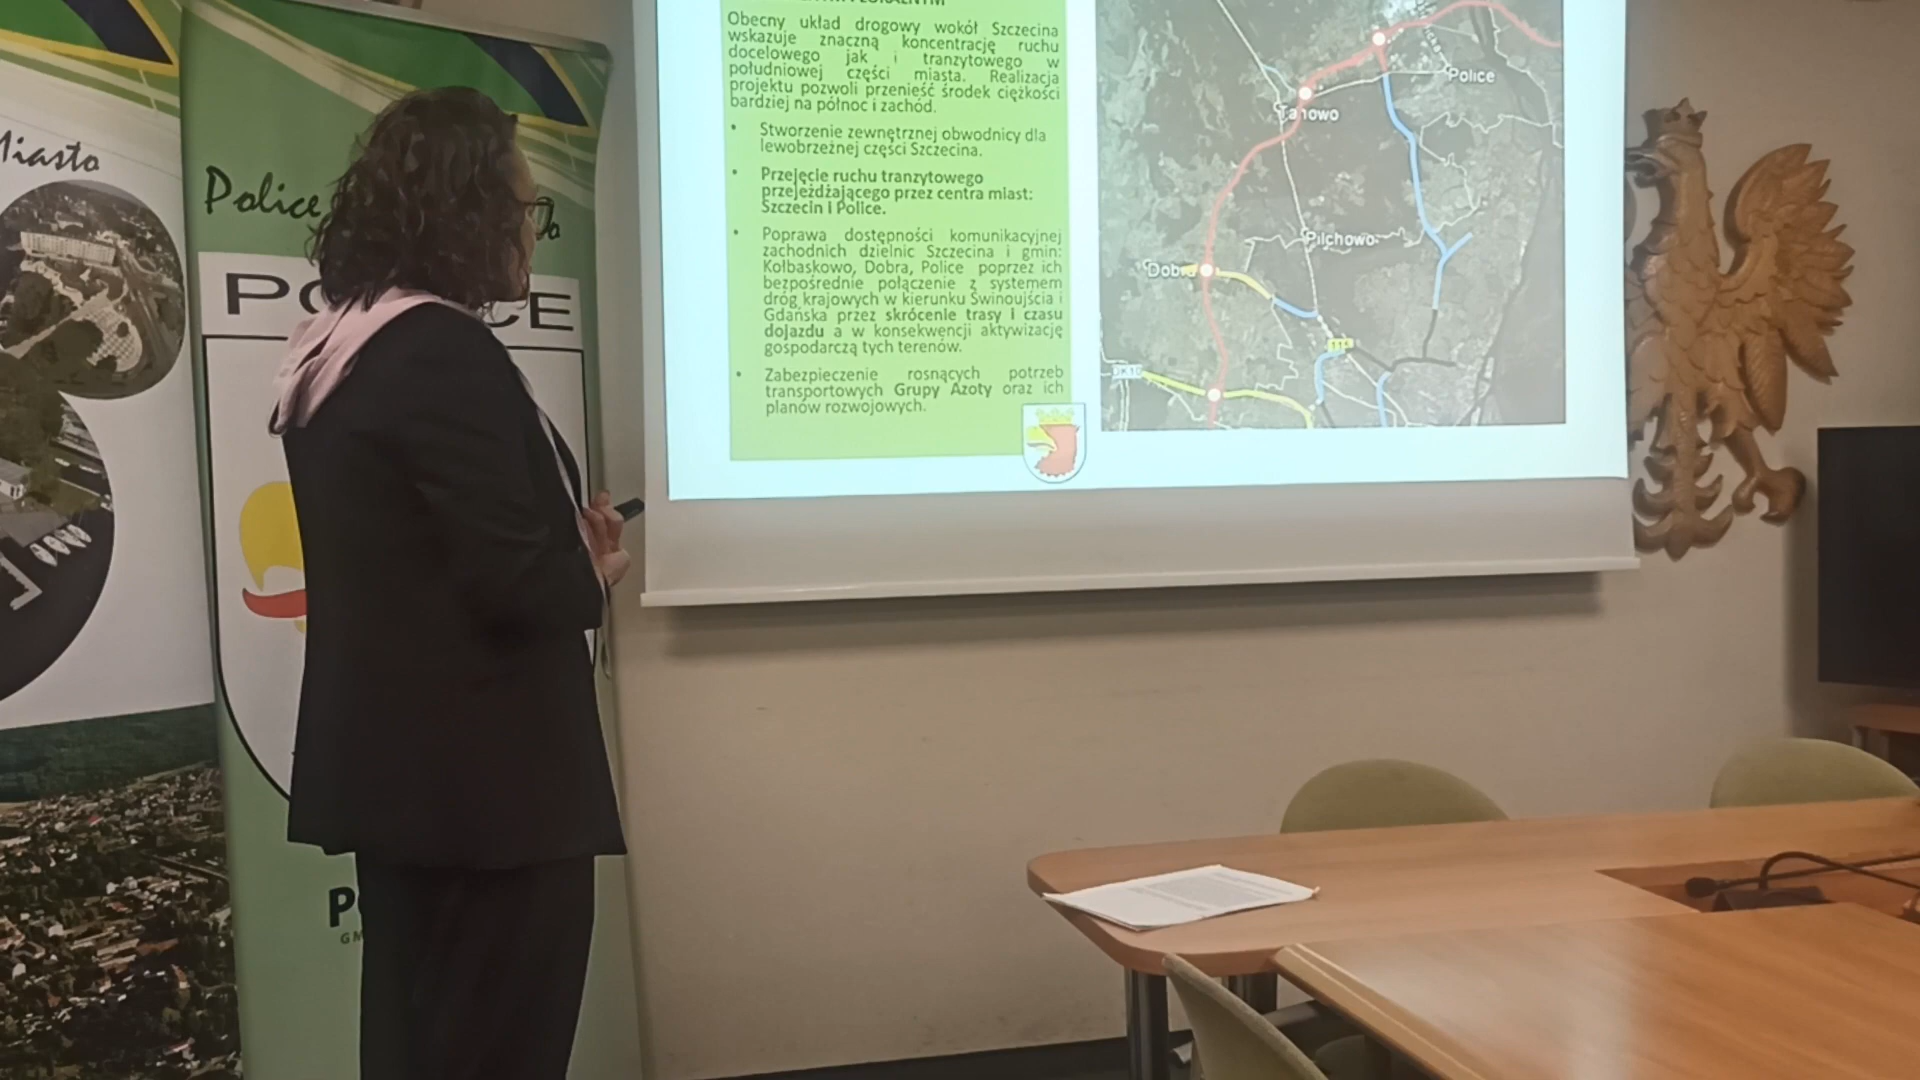 Miasto
Police
PO CE
Obecny układ drogowy wokół Szczecina
wskazuje znaczną koncentrację ruchu
docelowego jak i tranzytowego w
południowej części miasta. Realizacja
projektu pozwoli przenieść środek ciężkości
bardziej na północ i zachód.
• Stworzenie zewnętrznej obwodnicy dla
lewobrzeżnej części Szczecina.
• Przejęcie ruchu tranzytowego
przejeżdżającego przez centra miast:
Szczecin i Police.
• Poprawa dostępności komunikacyjnej
zachodnich dzielnic Szczecina i gmin:
Kołbaskowo, Dobra, Police poprzez ich
bezpośrednie połączenie z systemem
dróg krajowych w kierunku Świnoujścia i
Gdańska przez skrócenie trasy i czasu
dojazdu a w konsekwencji aktywizację
gospodarczą tych terenów.
• Zabezpieczenie rosnących potrzeb
transportowych Grupy Azoty oraz ich
planów rozwojowych.
Police
Tanowo
Pilchowo
Dobra
DK10